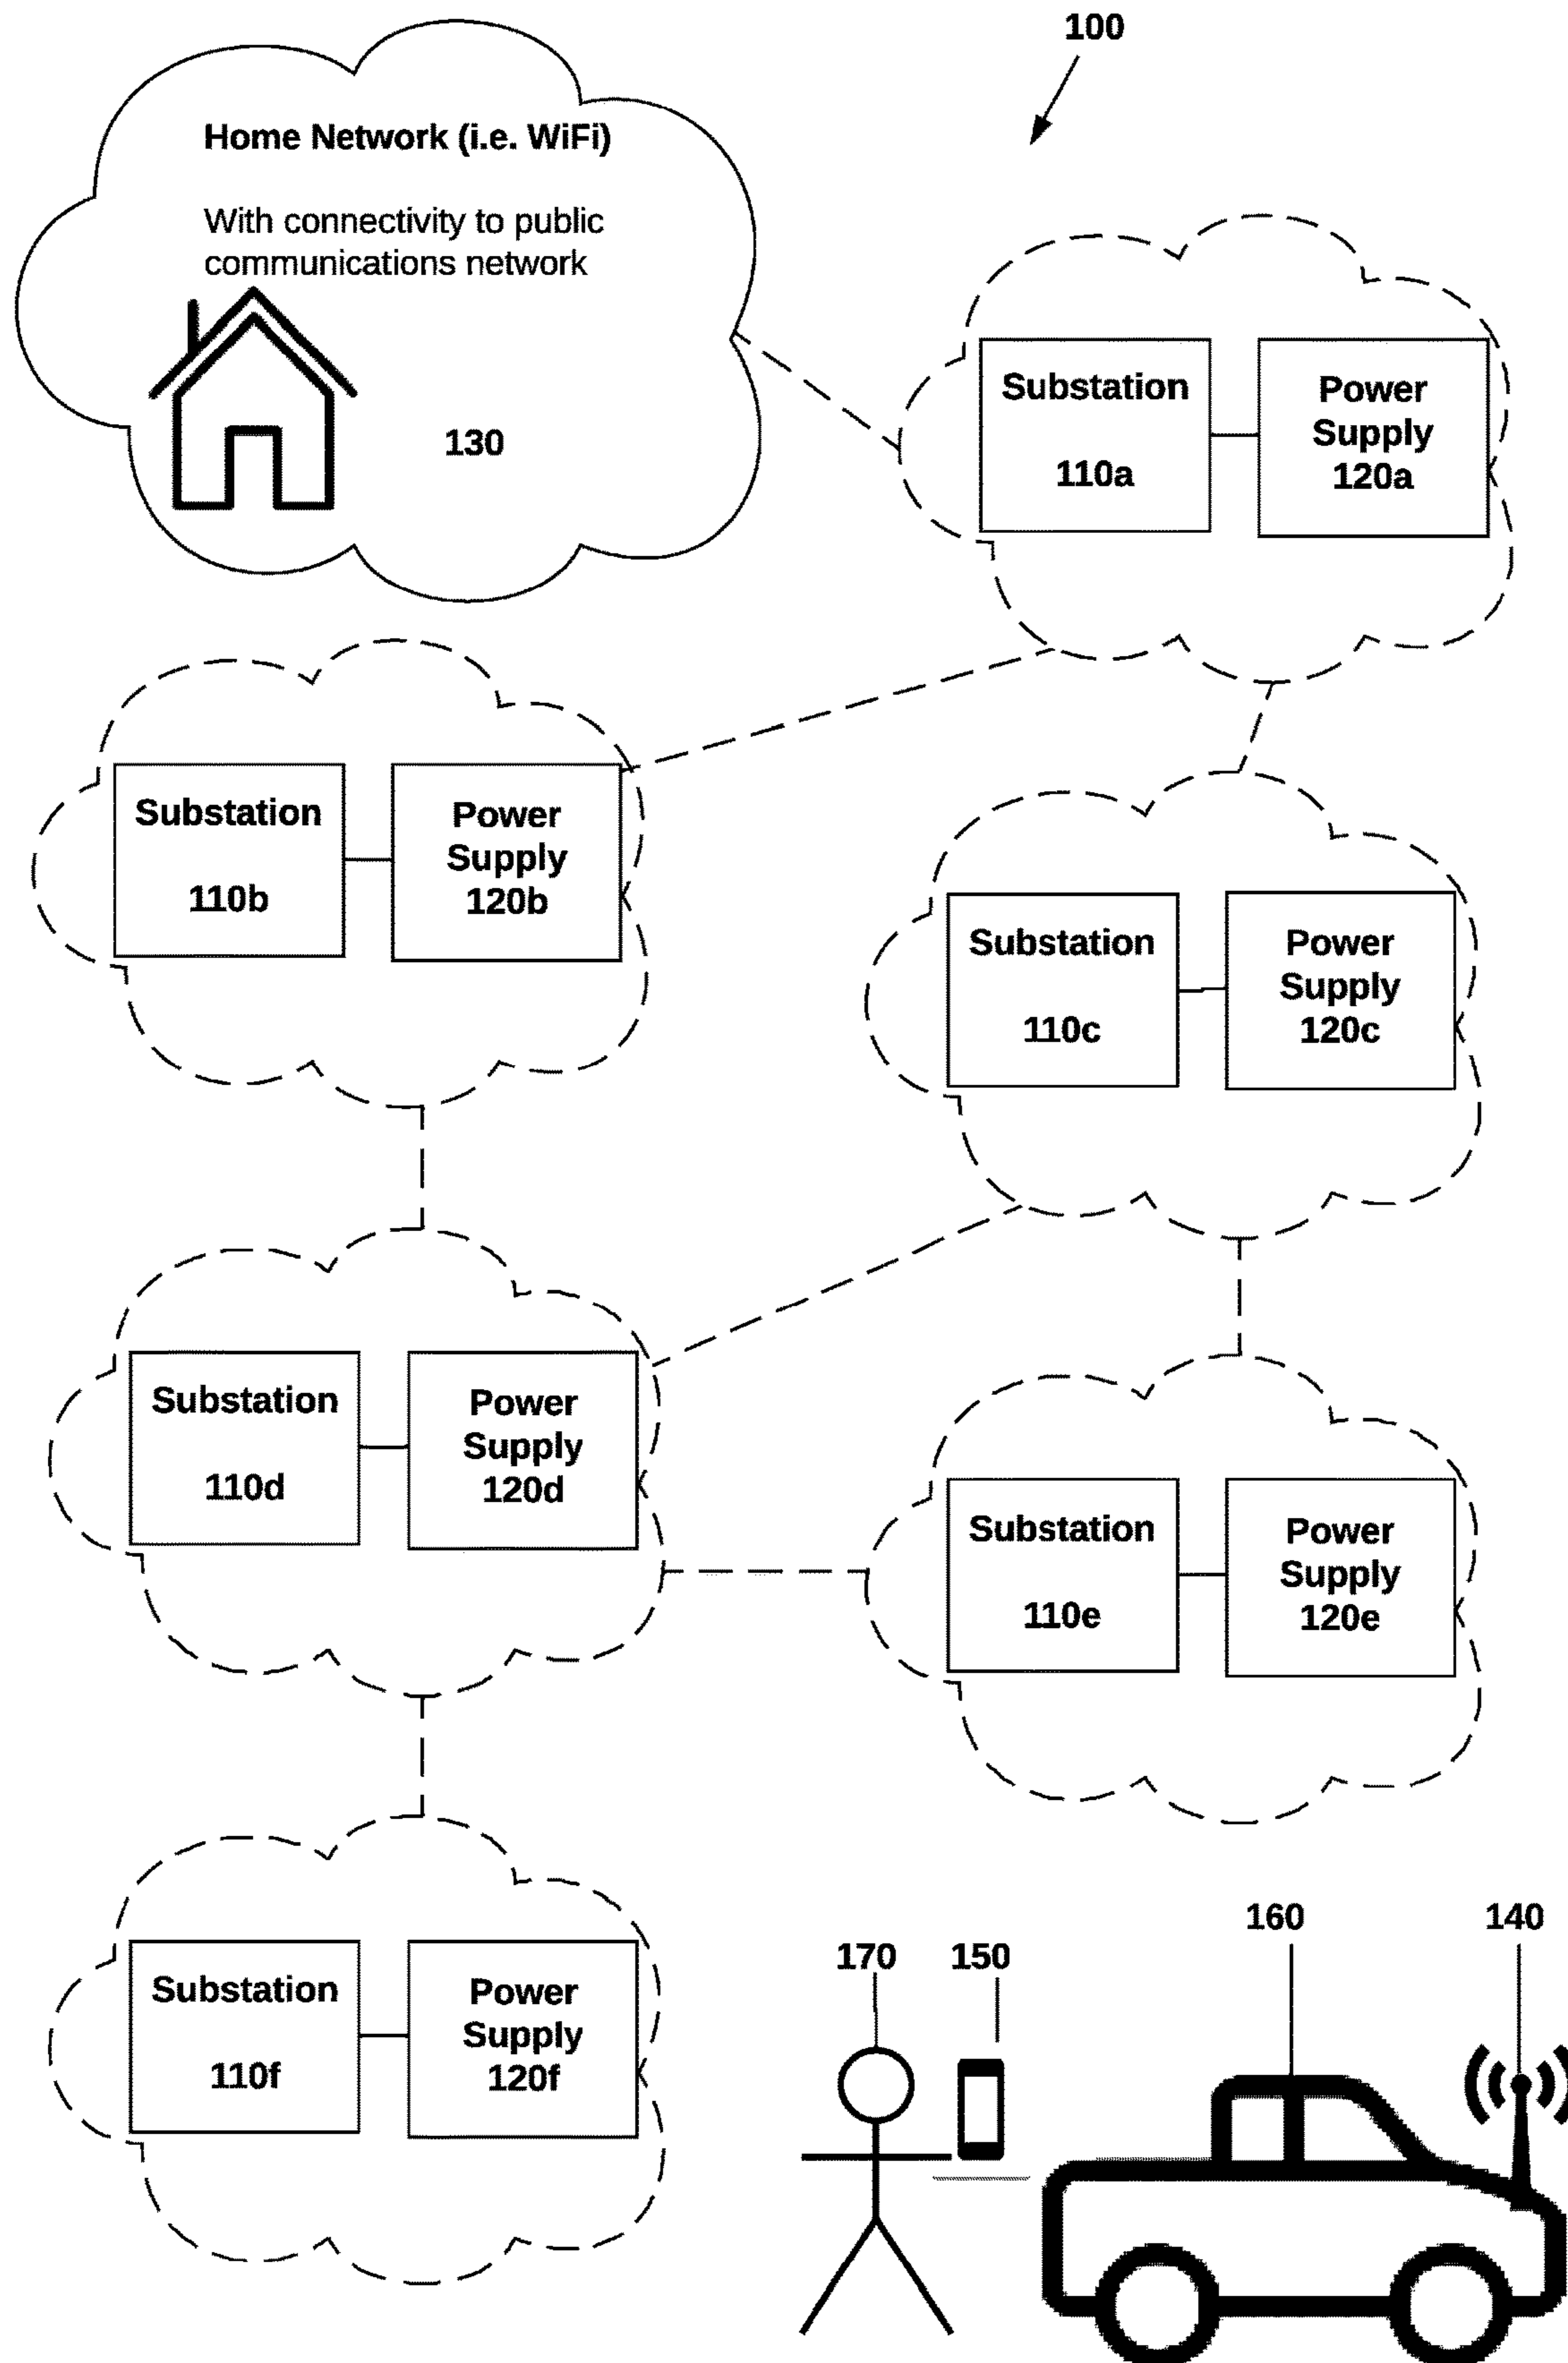 100
Home Network (i.e. WiFi)
With connectivity to public
communications network
130
Substation
110a
Power
Supply
120a
Substation
110b
Power
Supply
120b
Substation
110c
Power
Supply
120c
Substation
110d
Power
Supply
120d
Substation
110e
Power
Supply
120e
Substation
110f
Power
Supply
120f
170
150
160
140